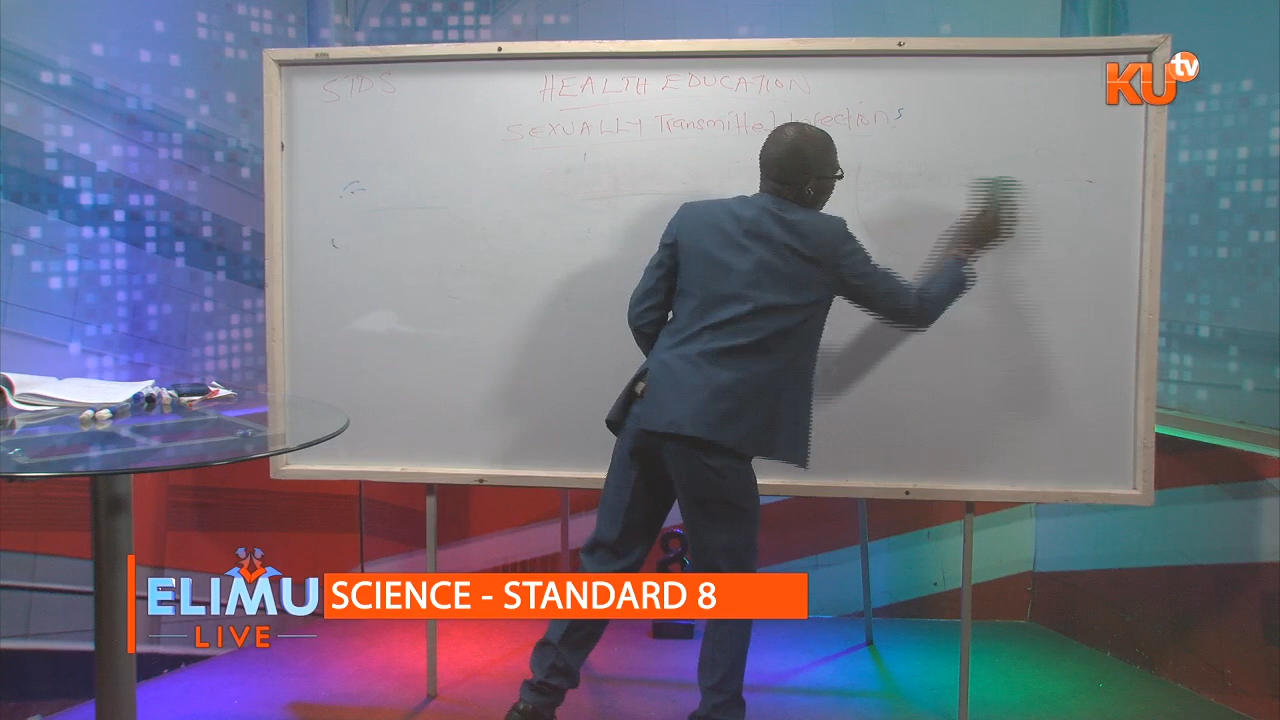 STDS
HEALTH EDUCATION
SEXUALLY Transmitted Infections
KU tv
ELIMU
LIVE
SCIENCE - STANDARD 8